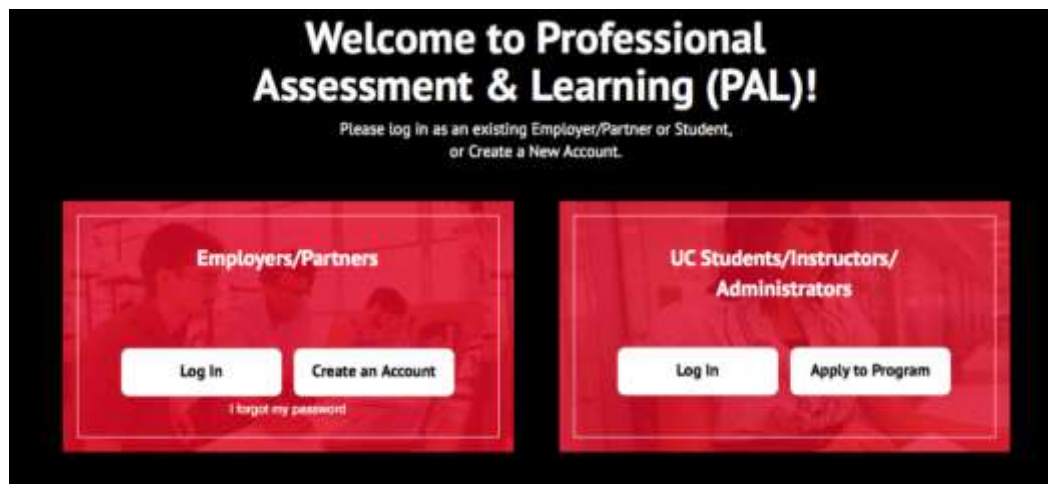 Welcome to Professional
Assessment & Learning (PAL)!
Please log in as an existing Employer/Partner or Student,
or Create a New Account.
Employers/Partners
Log In
Create an Account
I forgot my password
UC Students/Instructors/
Administrators
Log In
Apply to Program